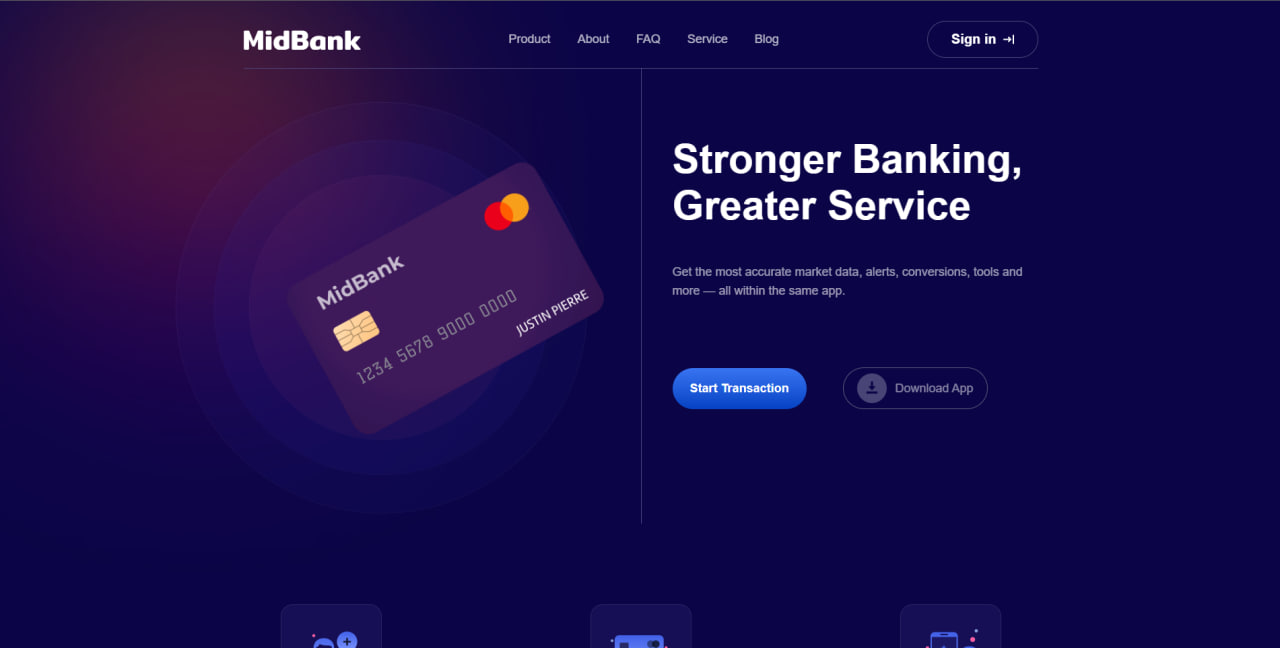 MidBank
Product
About
FAQ
Service
Blog
Sign in
MidBank
1234 5678 9000 0000
JUSTIN PIERRE
Stronger Banking,
Greater Service
Get the most accurate market data, alerts, conversions, tools and
more — all within the same app.
Start Transaction
Download App